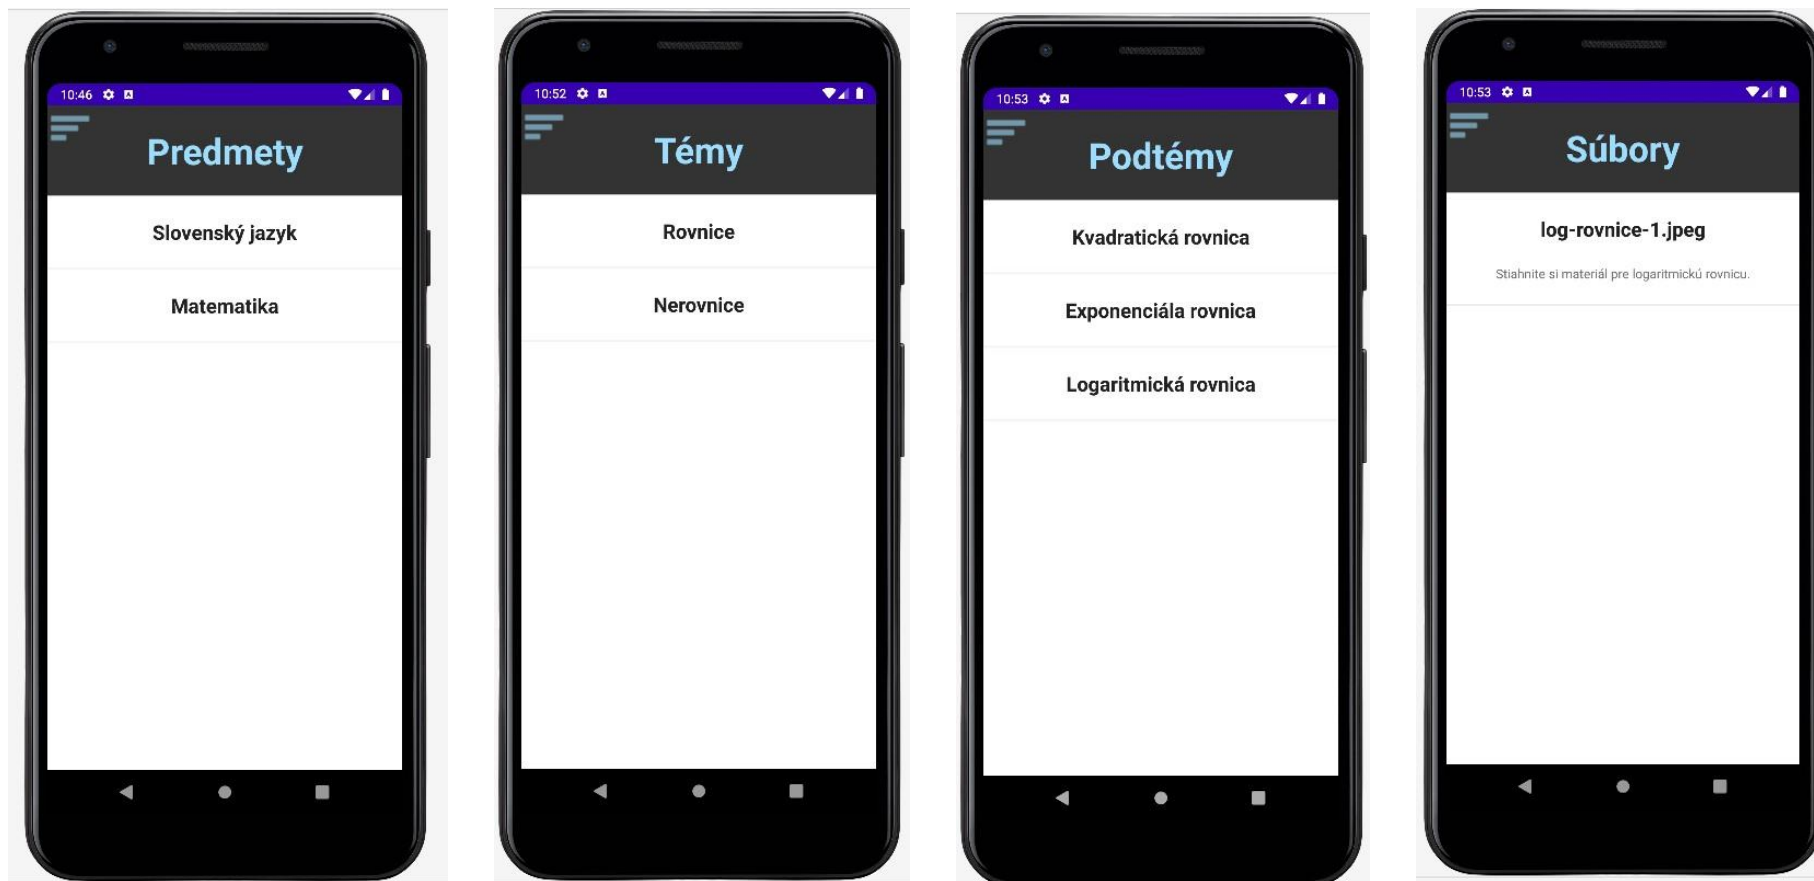 10:46
Predmety
Slovenský jazyk
Matematika
10:52
Témy
Rovnice
Nerovnice
10:53
Podtémy
Kvadratická rovnica
Exponenciála rovnica
Logaritmická rovnica
10:53
Súbory
log-rovnice-1.jpeg
Stiahnite si materiál pre logaritmickú rovnicu.